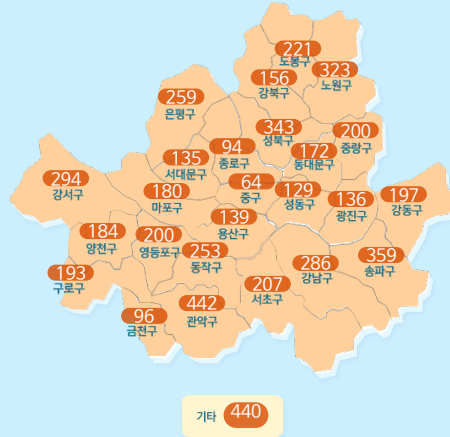 221
도봉구
323
노원구
156
강북구
259
은평구
343
성북구
200
중랑구
94
종로구
172
동대문구
135
서대문구
294
강서구
180
마포구
64
중구
129
성동구
136
광진구
197
강동구
139
용산구
184
양천구
200
영등포구
253
동작구
286
강남구
359
송파구
193
구로구
207
서초구
442
관악구
96
금천구
기타 440